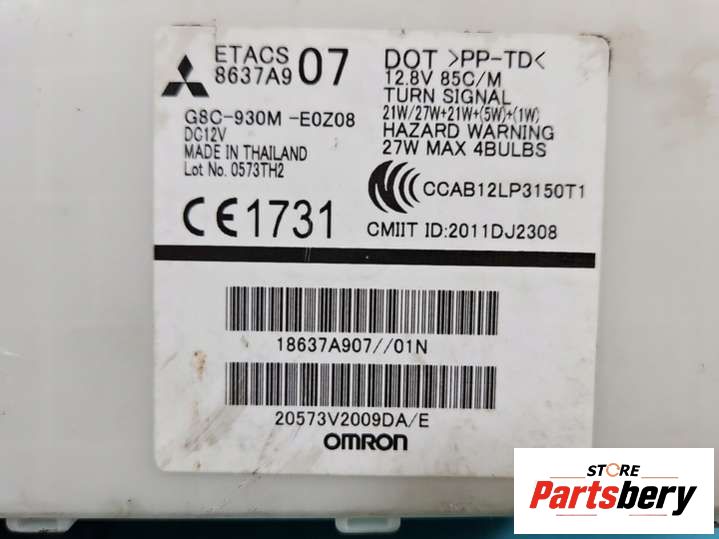 ETACS
8637A9 07
G8C-930M -E0Z08
DC12V
MADE IN THAILAND
Lot No. 0573TH2
CE1731
DOT >PP-TD<
12.8V 85C/M
TURN SIGNAL
21W/27W+21W+(5W)+(1W)
HAZARD WARNING
27W MAX 4BULBS
CCAB12LP3150T1
CMIIT ID:2011DJ2308
18637A907//01N
20573V2009DA/E
OMRON
STORE
Partsbery